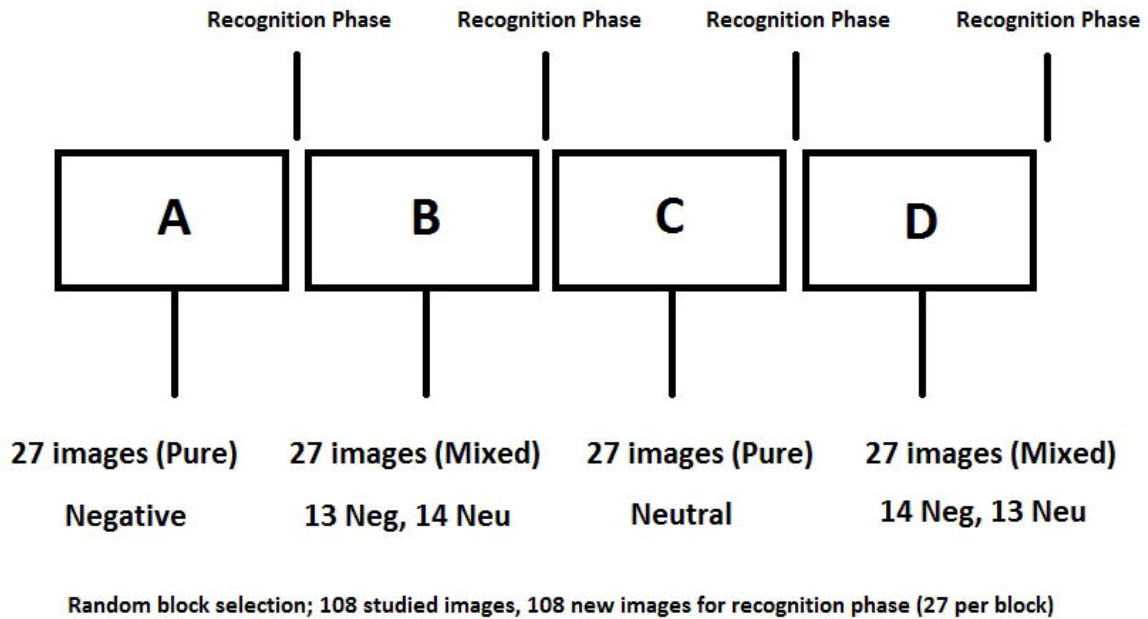 Recognition Phase Recognition Phase Recognition Phase Recognition Phase
A B C D
27 images (Pure) 27 images (Mixed) 27 images (Pure) 27 images (Mixed)
Negative 13 Neg, 14 Neu Neutral 14 Neg, 13 Neu
Random block selection; 108 studied images, 108 new images for recognition phase (27 per block)